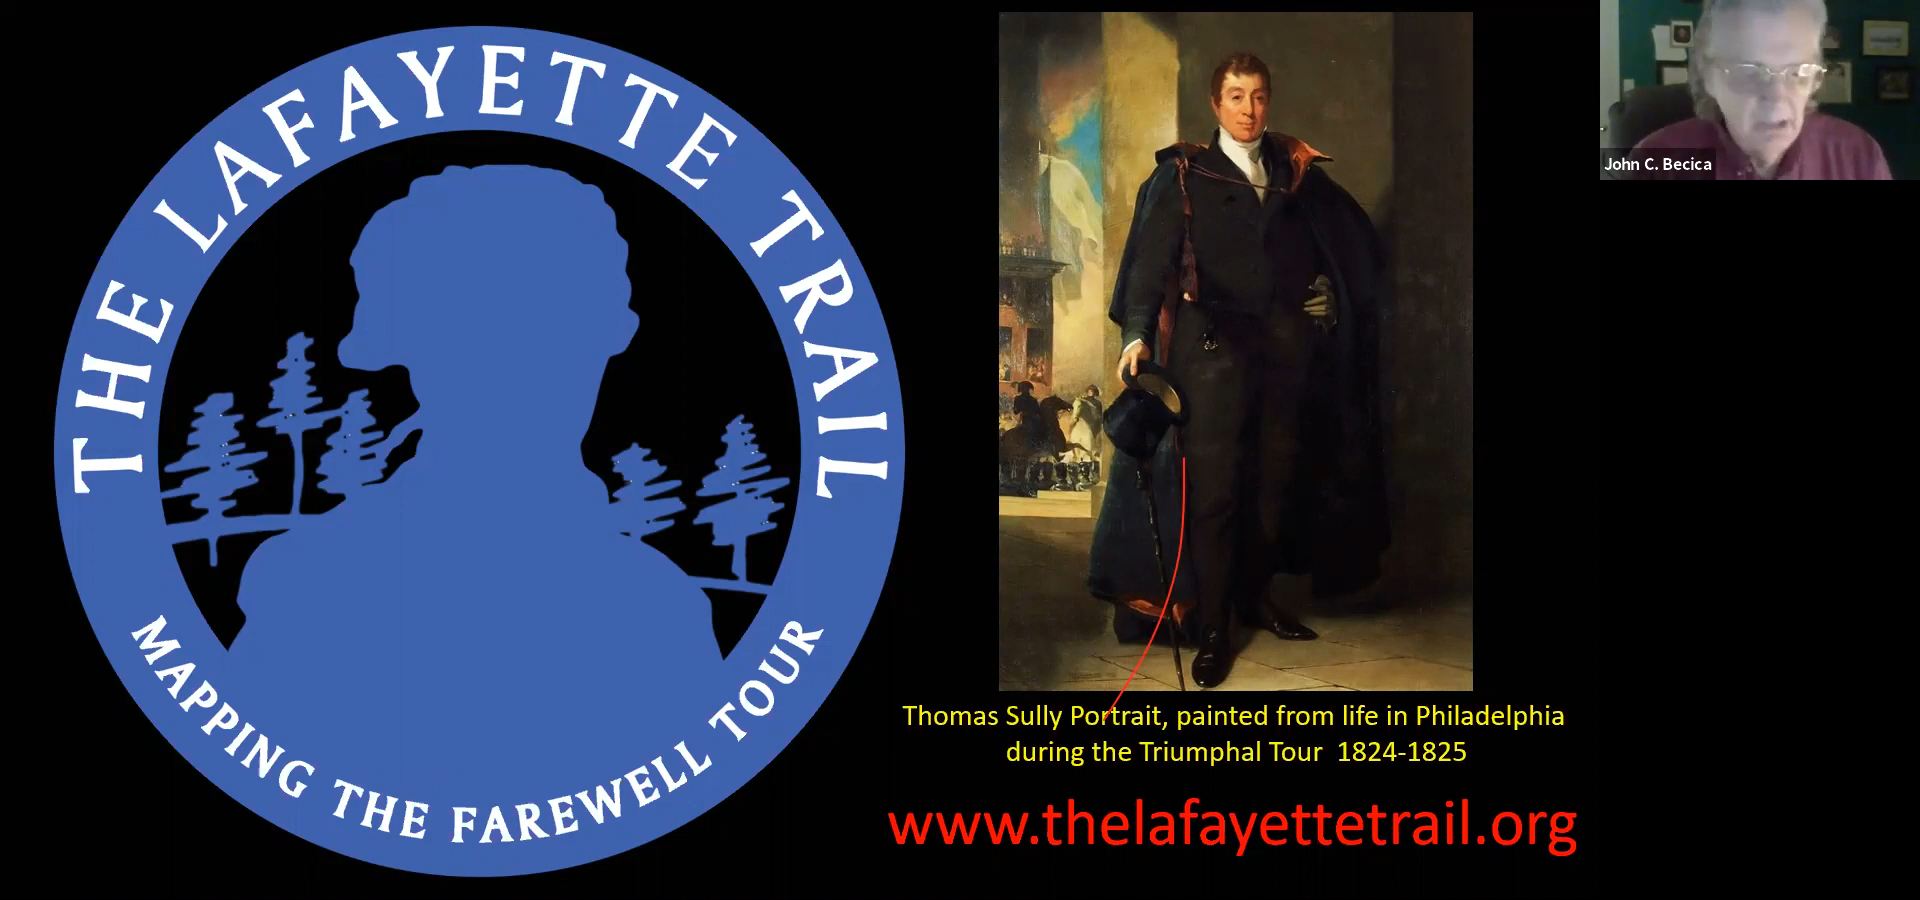 THE LAFAYETTE TRAIL
MAPPING THE FAREWELL TOUR
Thomas Sully Portrait, painted from life in Philadelphia
during the Triumphal Tour 1824-1825
www.thelafayettetrail.org
John C. Becica